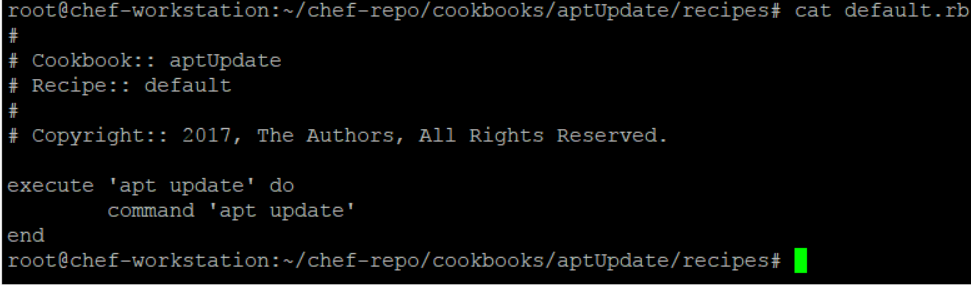 root@chef-workstation:~/chef-repo/cookbooks/aptUpdate/recipes# cat default.rb
#
# Cookbook:: aptUpdate
# Recipe:: default
#
# Copyright:: 2017, The Authors, All Rights Reserved.

execute 'apt update' do
        command 'apt update'
end
root@chef-workstation:~/chef-repo/cookbooks/aptUpdate/recipes#